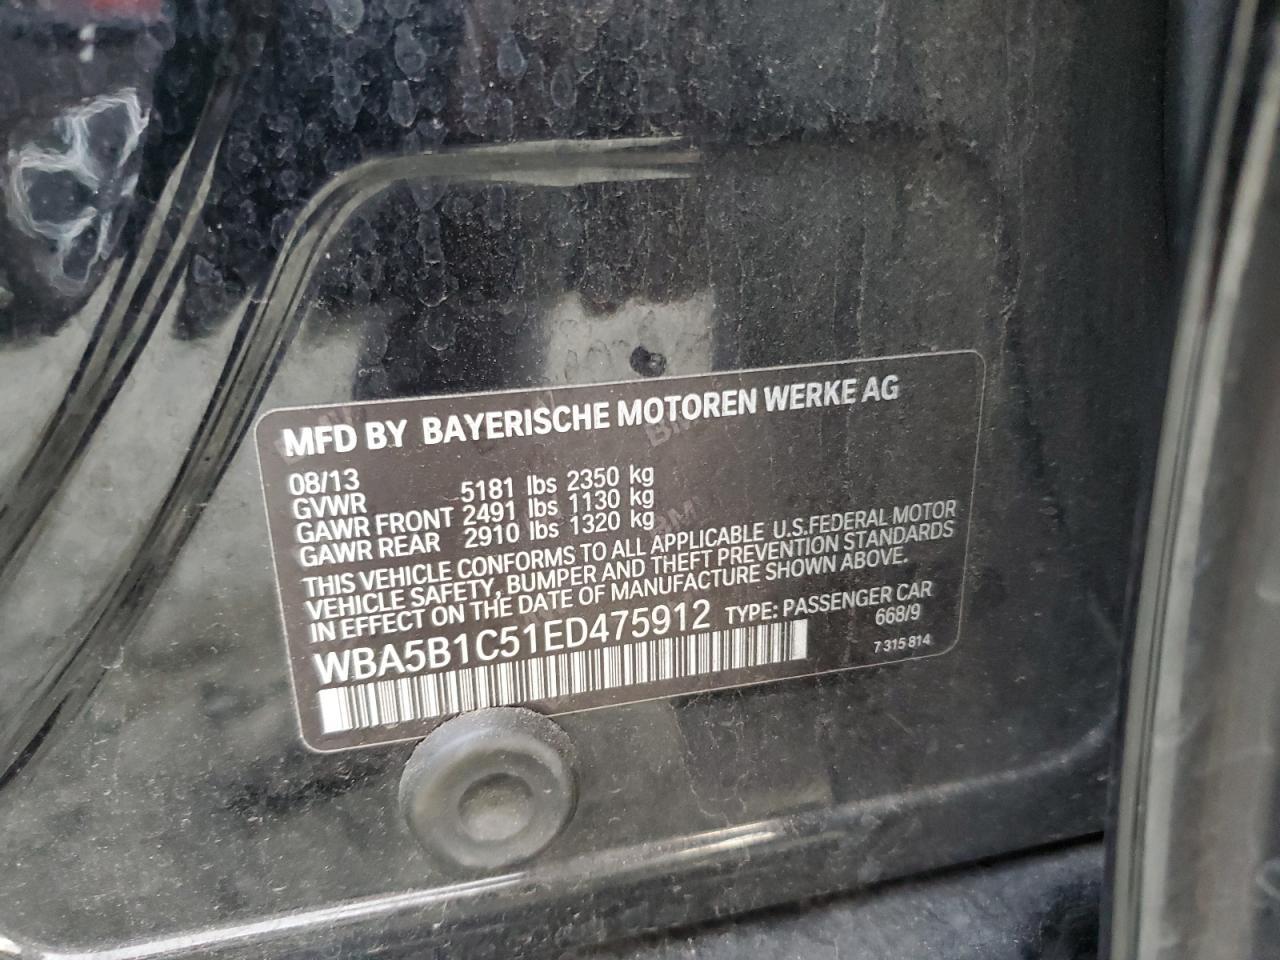 MFD BY BAYERISCHE MOTOREN WERKE AG
08/13
GVWR 5181 lbs 2350 kg
GAWR FRONT 2491 lbs 1130 kg
GAWR REAR 2910 lbs 1320 kg
THIS VEHICLE CONFORMS TO ALL APPLICABLE U.S.FEDERAL MOTOR
VEHICLE SAFETY, BUMPER AND THEFT PREVENTION STANDARDS
IN EFFECT ON THE DATE OF MANUFACTURE SHOWN ABOVE.
WBA5B1C51ED475912 TYPE: PASSENGER CAR
668/9
7 315 814